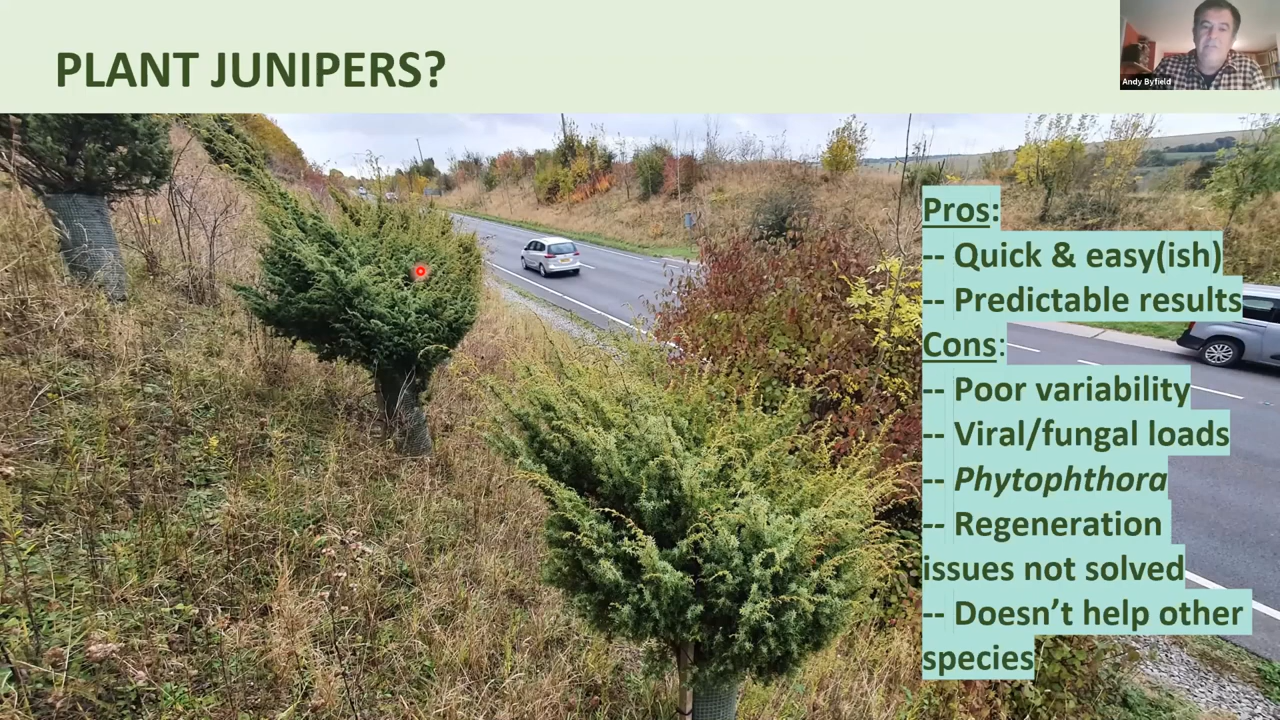 PLANT JUNIPERS?
Andy Byfield
Pros:
-- Quick & easy(ish)
-- Predictable results
Cons:
-- Poor variability
-- Viral/fungal loads
-- Phytophthora
-- Regeneration
issues not solved
-- Doesn’t help other
species